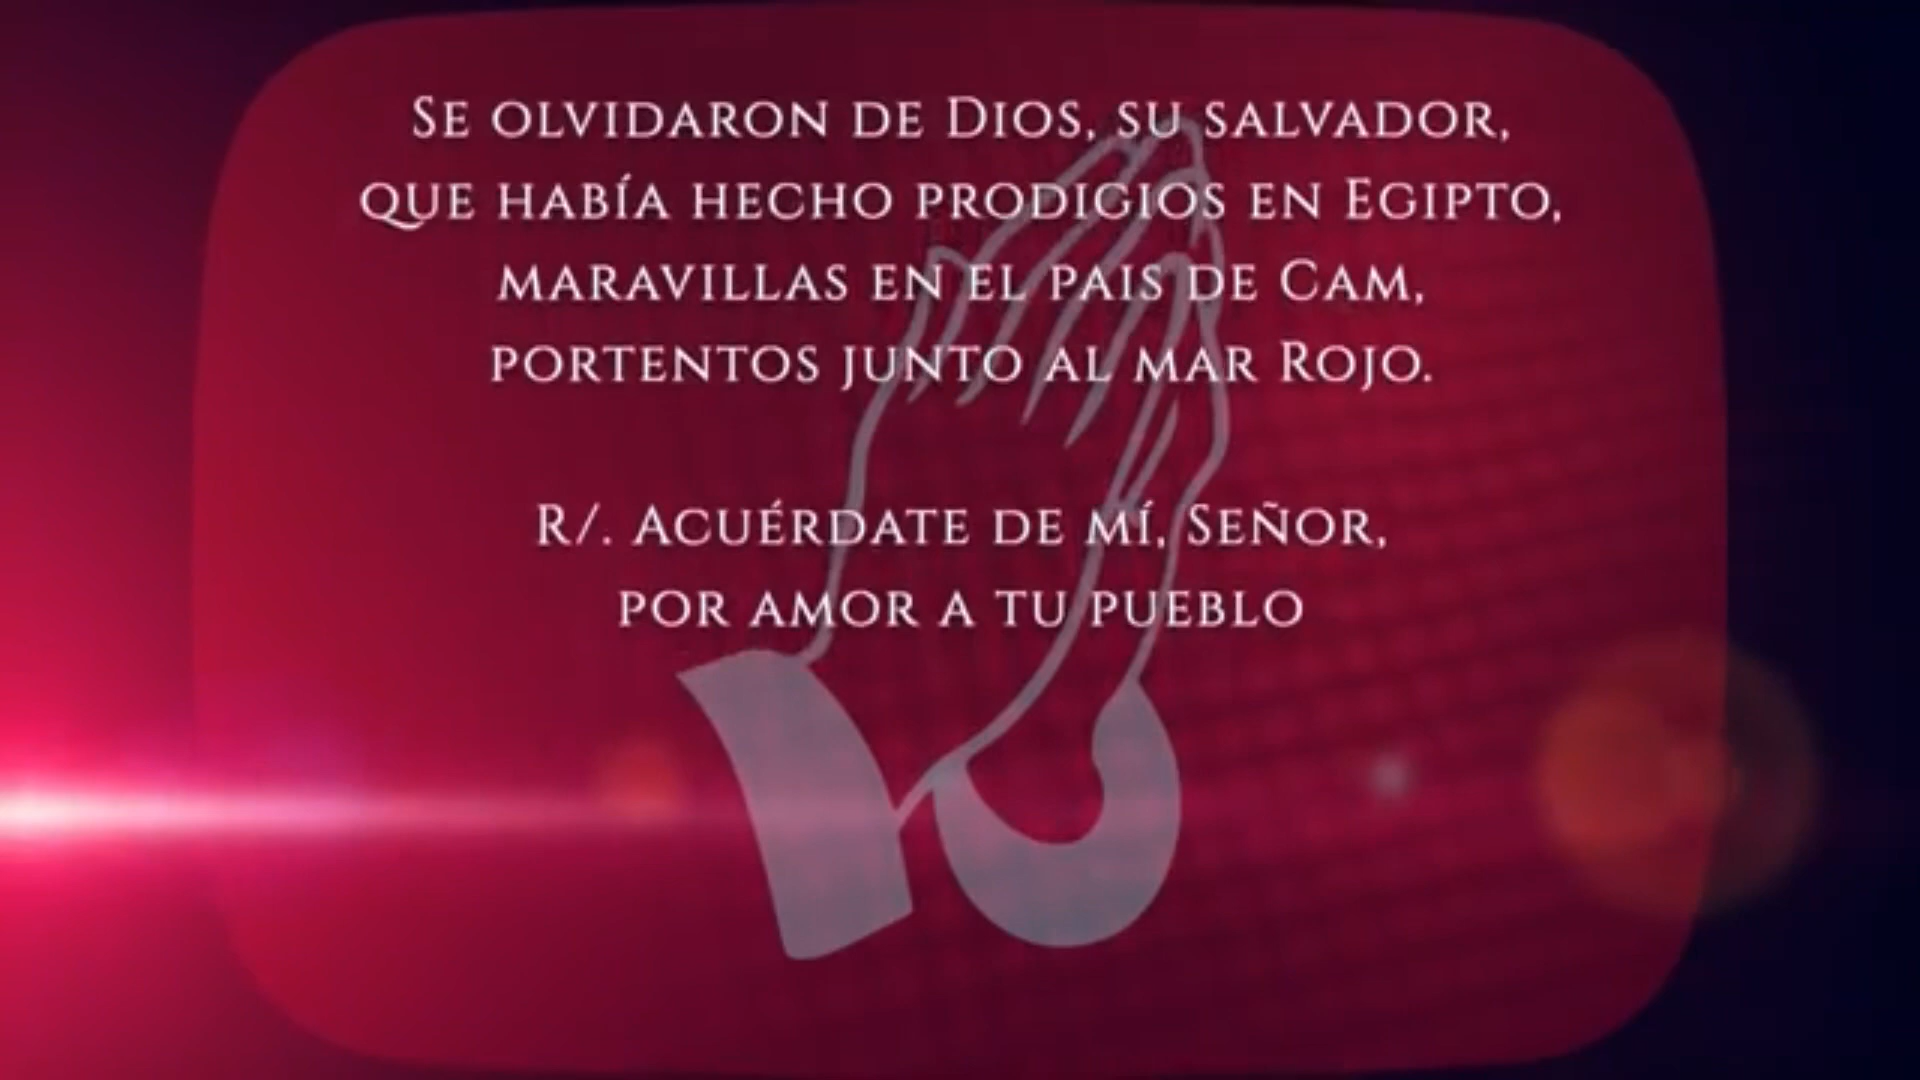 Se olvidaron de Dios, su salvador,
que había hecho prodigios en Egipto,
maravillas en el pais de Cam,
portentos junto al mar Rojo.
R/. Acuérdate de mí, Señor,
por amor a tu pueblo